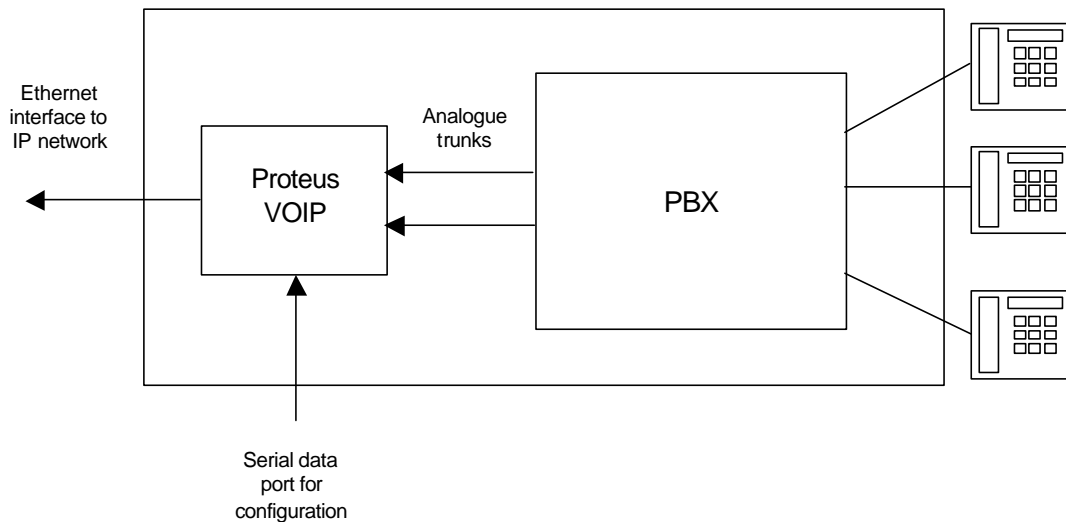 Ethernet
interface to
IP network
Analogue
trunks
Proteus
VOIP
PBX
Serial data
port for
configuration